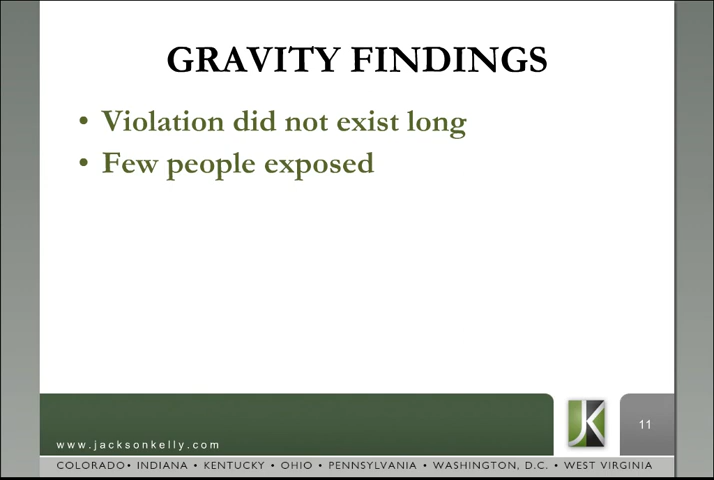 GRAVITY FINDINGS
• Violation did not exist long
• Few people exposed
JK
11
www.jacksonkelly.com
COLORADO • INDIANA • KENTUCKY • OHIO • PENNSYLVANIA • WASHINGTON, D.C. • WEST VIRGINIA